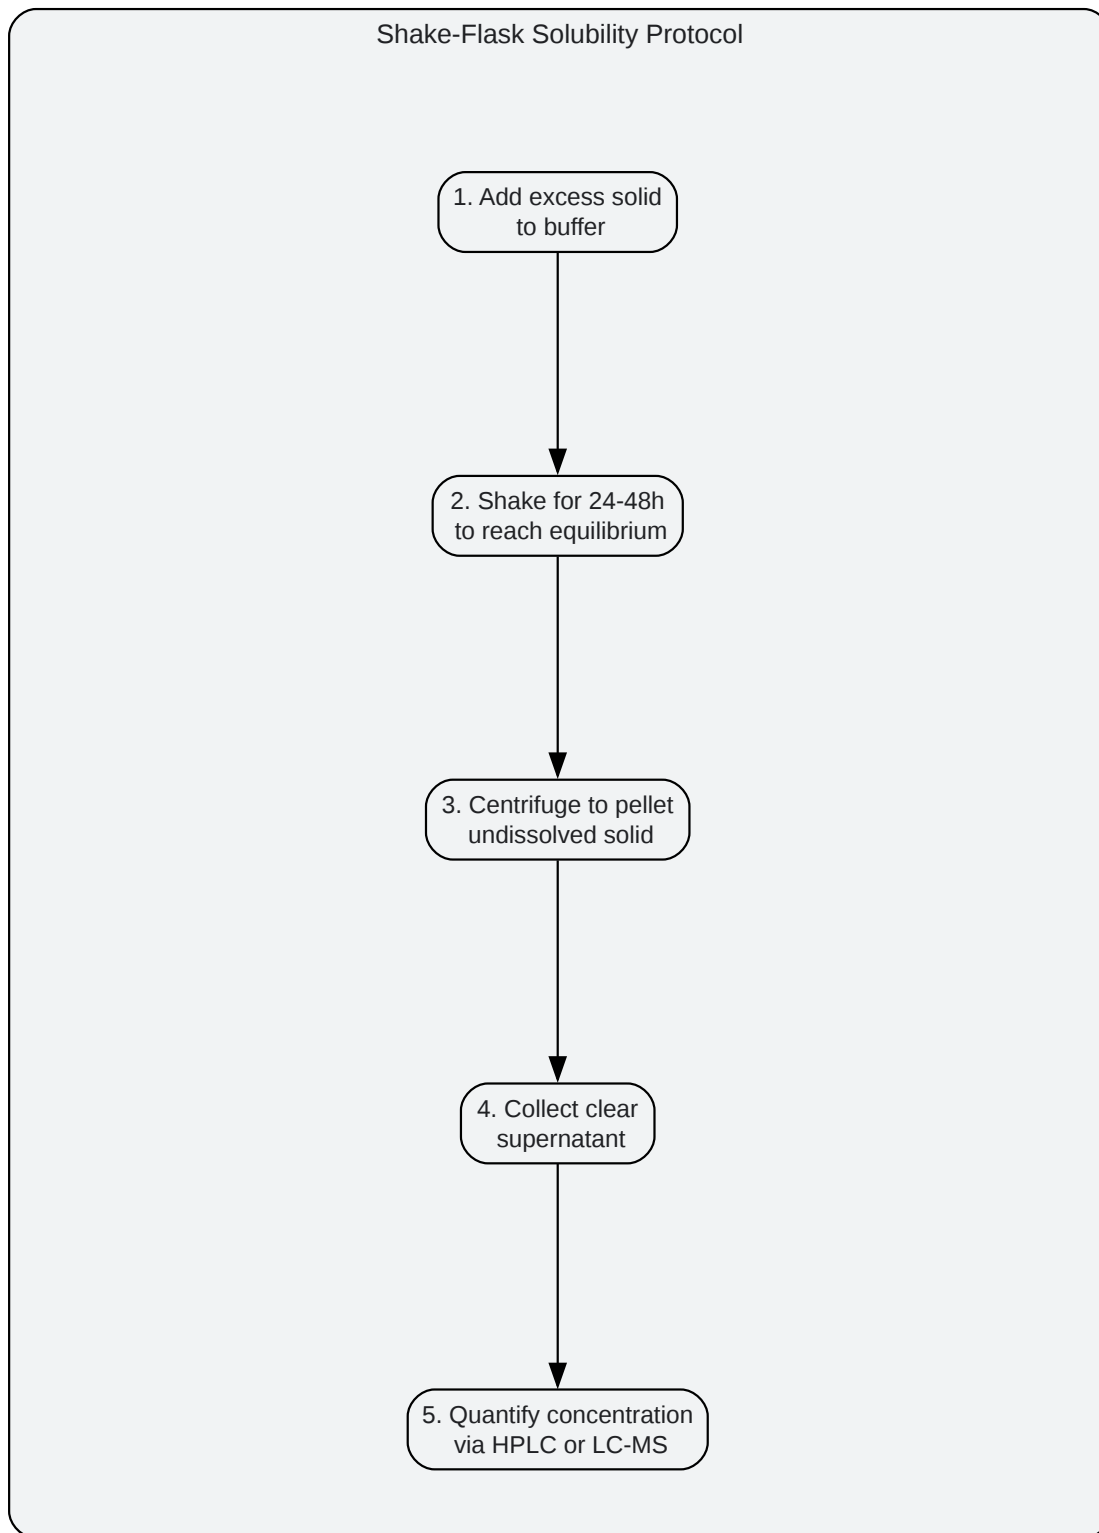 Shake-Flask Solubility Protocol
1. Add excess solid
to buffer
2. Shake for 24-48h
to reach equilibrium
3. Centrifuge to pellet
undissolved solid
4. Collect clear
supernatant
5. Quantify concentration
via HPLC or LC-MS